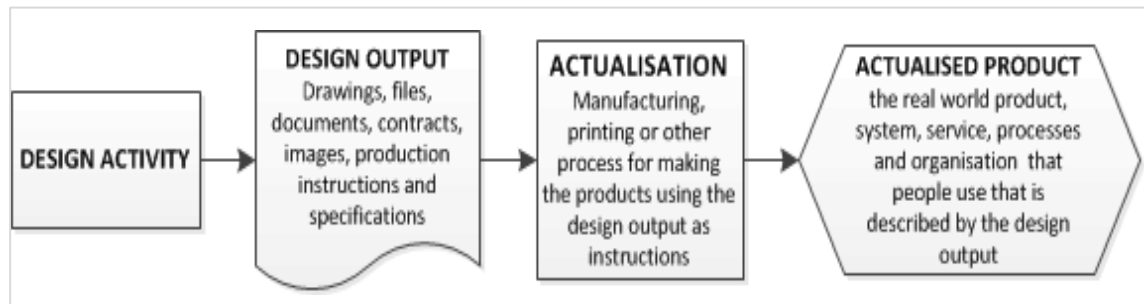 DESIGN ACTIVITY
DESIGN OUTPUT
Drawings, files,
documents, contracts,
images, production
instructions and
specifications
ACTUALISATION
Manufacturing,
printing or other
process for making
the products using the
design output as
instructions
ACTUALISED PRODUCT
the real world product,
system, service, processes
and organisation that
people use that is
described by the design
output